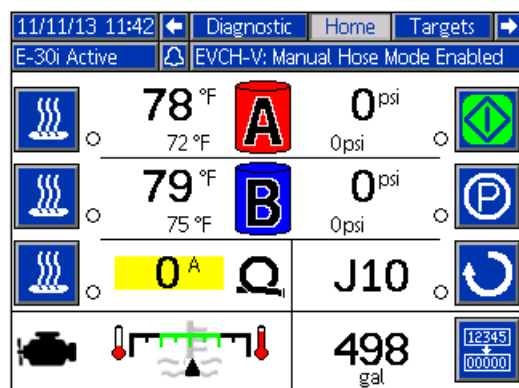 11/11/13 11:42 Diagnostic Home Targets
E-30i Active EVCH-V: Manual Hose Mode Enabled
78 °F A 0 psi
72 °F 0psi
79 °F B 0 psi
75 °F 0psi
P
0 A J10
498
gal
12345
00000